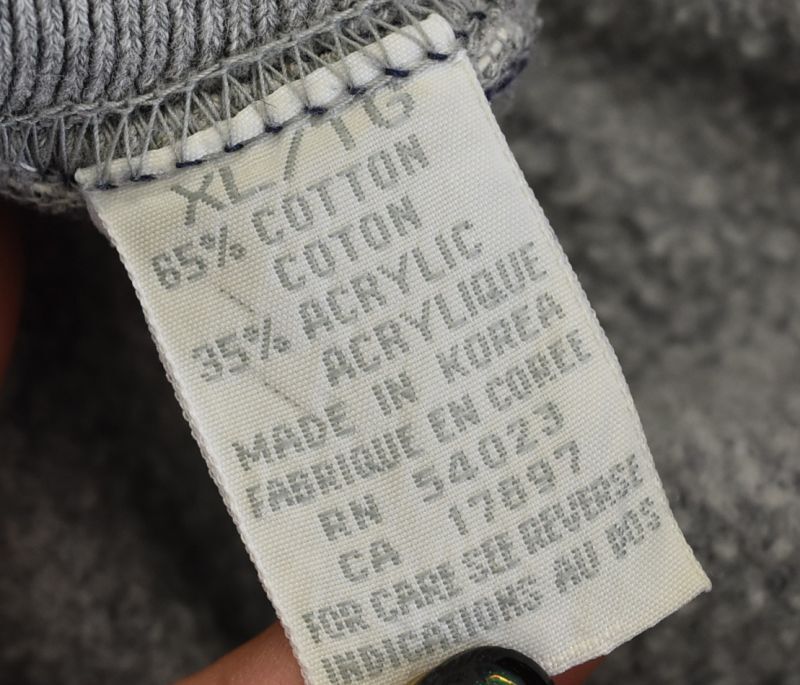 XL/TG
65% COTTON
COTON
35% ACRYLIC
ACRYLIQUE
MADE IN KOREA
FABRIQUE EN COREE
RN 54023
CA 17897
FOR CARE SEE REVERSE
INDICATIONS AU DOS